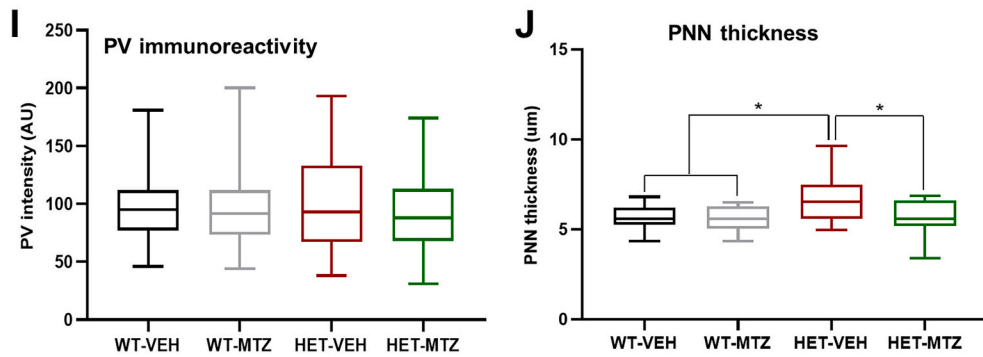 I
PV immunoreactivity
PV intensity (AU)
250
200
150
100
50
0
WT-VEH WT-MTZ HET-VEH HET-MTZ
J
PNN thickness
PNN thickness (um)
15
10
5
0
* *
WT-VEH WT-MTZ HET-VEH HET-MTZ